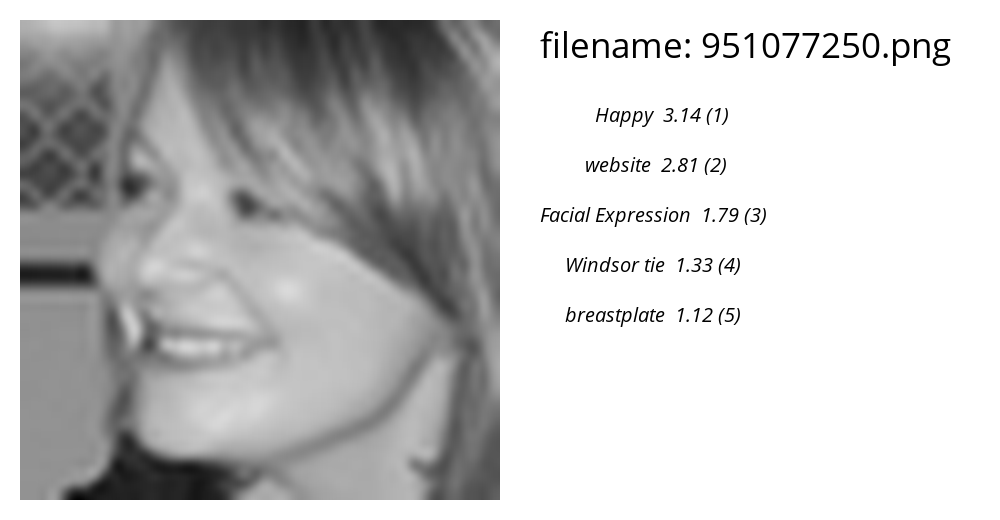 filename: 951077250.png
Happy 3.14 (1)
website 2.81 (2)
Facial Expression 1.79 (3)
Windsor tie 1.33 (4)
breastplate 1.12 (5)